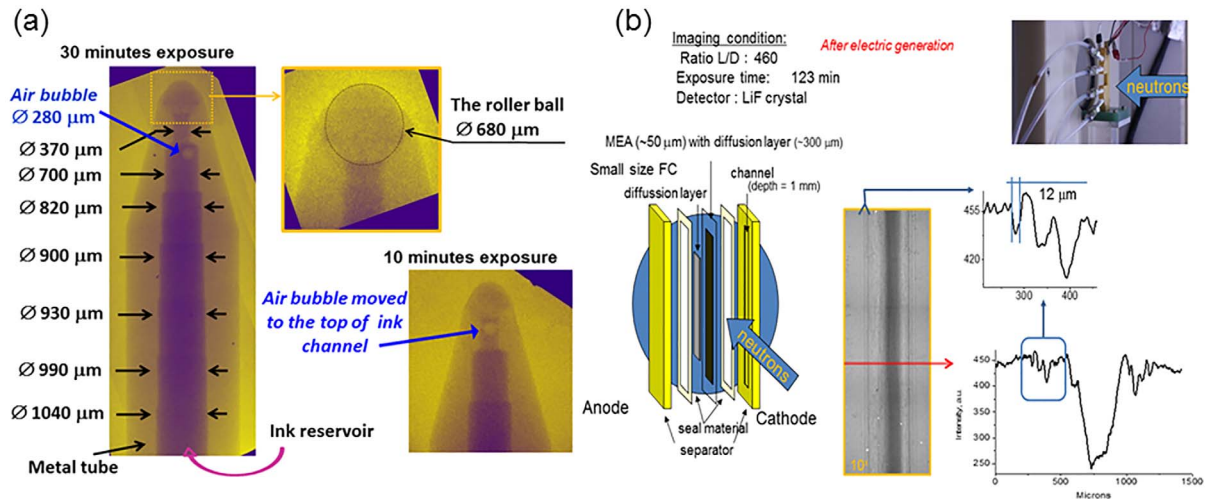 (a)
30 minutes exposure
Air bubble
Ø 280 µm
Ø 370 µm
Ø 700 µm
Ø 820 µm
Ø 900 µm
Ø 930 µm
Ø 990 µm
Ø 1040 µm
Metal tube
The roller ball
Ø 680 µm
10 minutes exposure
Air bubble moved
to the top of ink
channel
Ink reservoir
(b)
Imaging condition:
Ratio L/D : 460
Exposure time: 123 min
Detector : LiF crystal
After electric generation
neutrons
MEA (~50 µm) with diffusion layer (~300 µm)
Small size FC
diffussion layer
channel
(depth = 1 mm)
neutrons
Anode
Cathode
seal material
separator
10'
12 µm
455
420
210
300
400
Intensity, a.u.
450
400
350
300
250
0
500
1000
1500
Microns